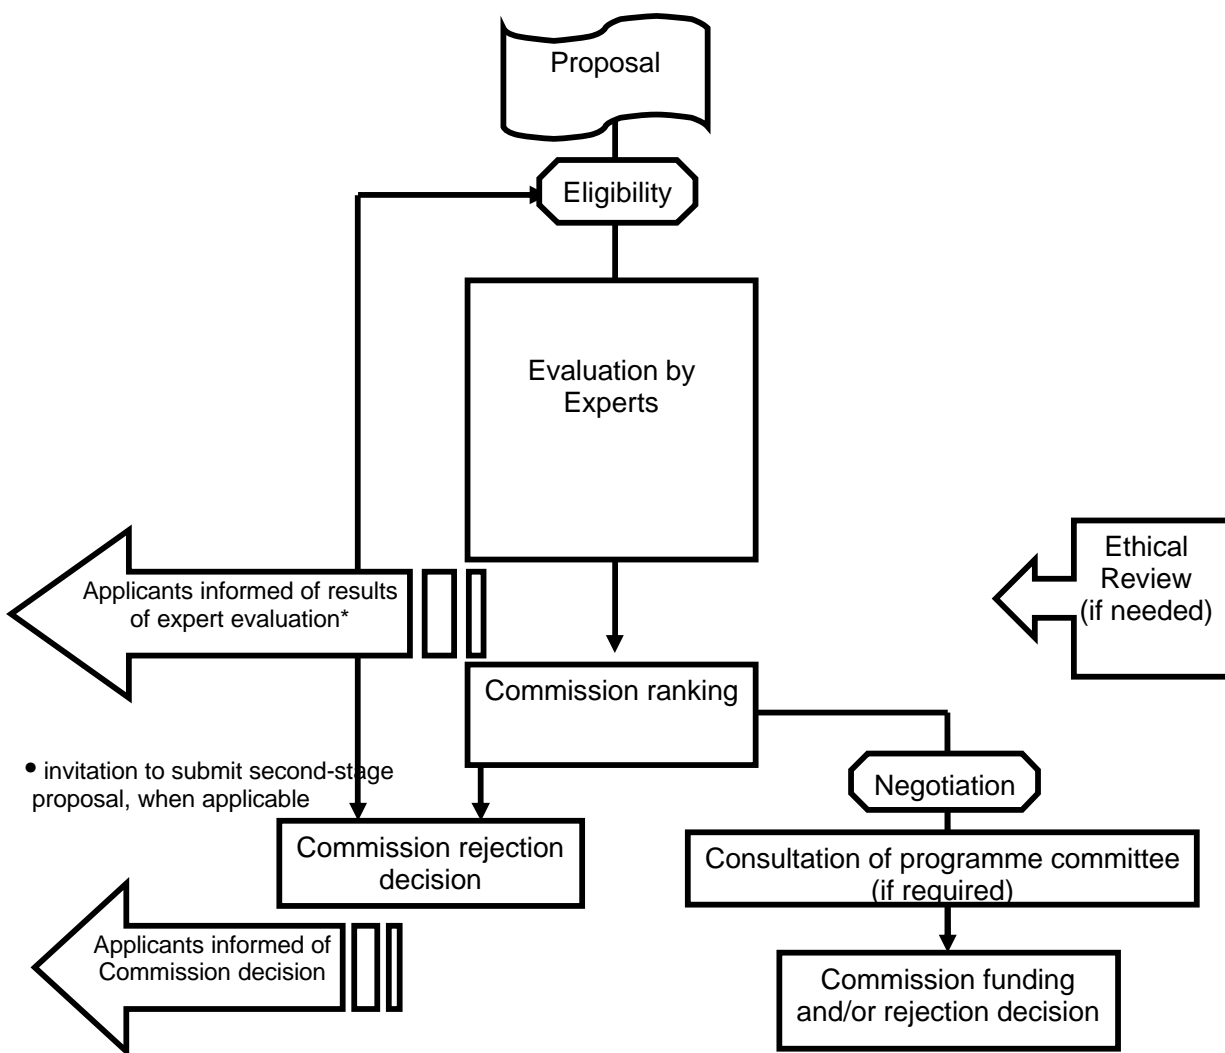 Proposal
Eligibility
Evaluation by
Experts
Ethical
Review
(if needed)
Applicants informed of results
of expert evaluation*
Commission ranking
• invitation to submit second-stage
proposal, when applicable
Negotiation
Commission rejection
decision
Consultation of programme committee
(if required)
Applicants informed of
Commission decision
Commission funding
and/or rejection decision